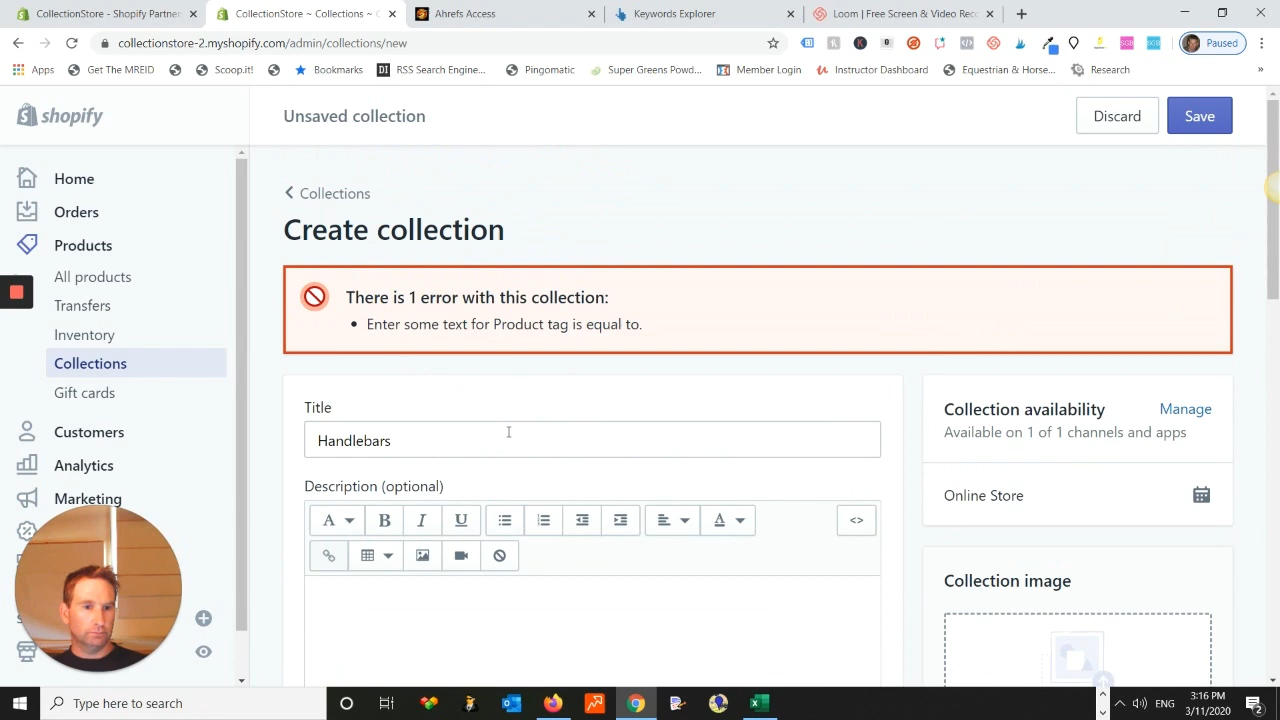 CollectionStore - Shopify Partner
CollectionStore ~ Collections ~ C
Ahrefs Access
Keywords Explorer
Loom | Free Screen & Video Rec
collectionstore-2.myshopify.com/admin/collections/new
Paused
Apps
Get The MREID
Scoop.it!
Bookmarks
RSS Search Engine...
Pingomatic
Super Greens Powd...
Member Login
Instructor Dashboard
Equestrian & Horse...
Research
»
shopify
Unsaved collection
Discard
Save
Home
Orders
Products
All products
Transfers
Inventory
Collections
Gift cards
Customers
Analytics
Marketing
Collections
Create collection
There is 1 error with this collection:
• Enter some text for Product tag is equal to.
Title
Handlebars
Description (optional)
A B I U A <>
Collection availability
Manage
Available on 1 of 1 channels and apps
Online Store
Collection image
Type here to search
ENG
3:16 PM
3/11/2020
2